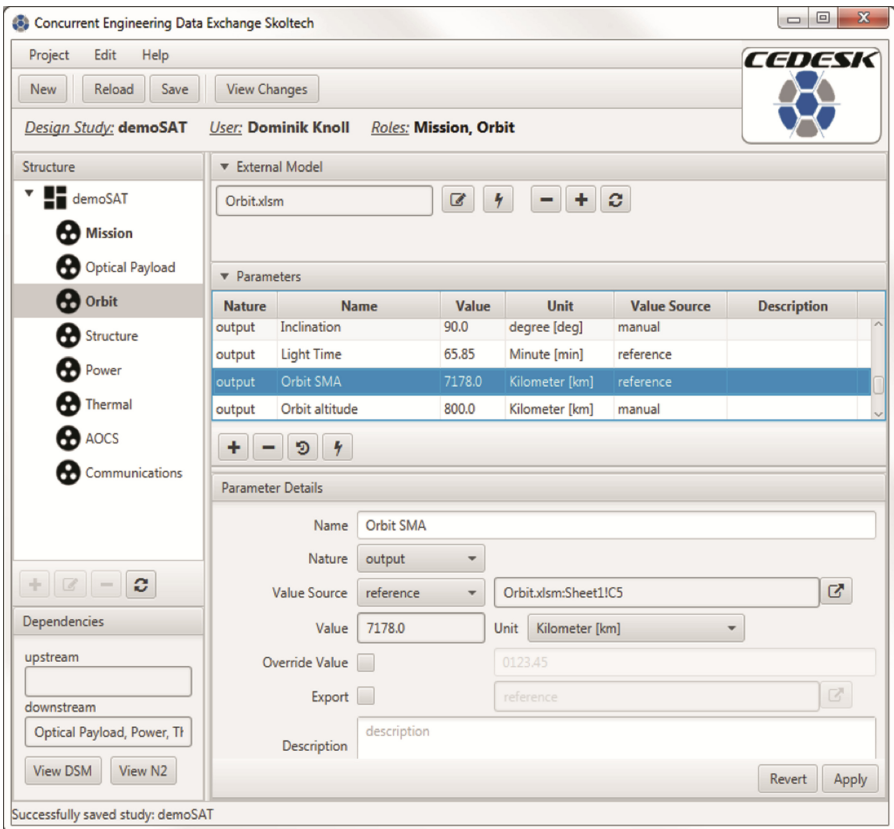 Concurrent Engineering Data Exchange Skoltech
Project Edit Help
CEDESK
New Reload Save View Changes
Design Study: demoSAT User: Dominik Knoll Roles: Mission, Orbit
Structure
demoSAT
Mission
Optical Payload
Orbit
Structure
Power
Thermal
AOCS
Communications
Dependencies
upstream
downstream
Optical Payload, Power, Th
View DSM View N2
External Model
Orbit.xlsm
Parameters
Nature Name Value Unit Value Source Description
output Inclination 90.0 degree [deg] manual
output Light Time 65.85 Minute [min] reference
output Orbit SMA 7178.0 Kilometer [km] reference
output Orbit altitude 800.0 Kilometer [km] manual
Parameter Details
Name Orbit SMA
Nature output
Value Source reference Orbit.xlsm:Sheet1!C5
Value 7178.0 Unit Kilometer [km]
Override Value 0123.45
Export reference
Description description
Revert Apply
Successfully saved study: demoSAT